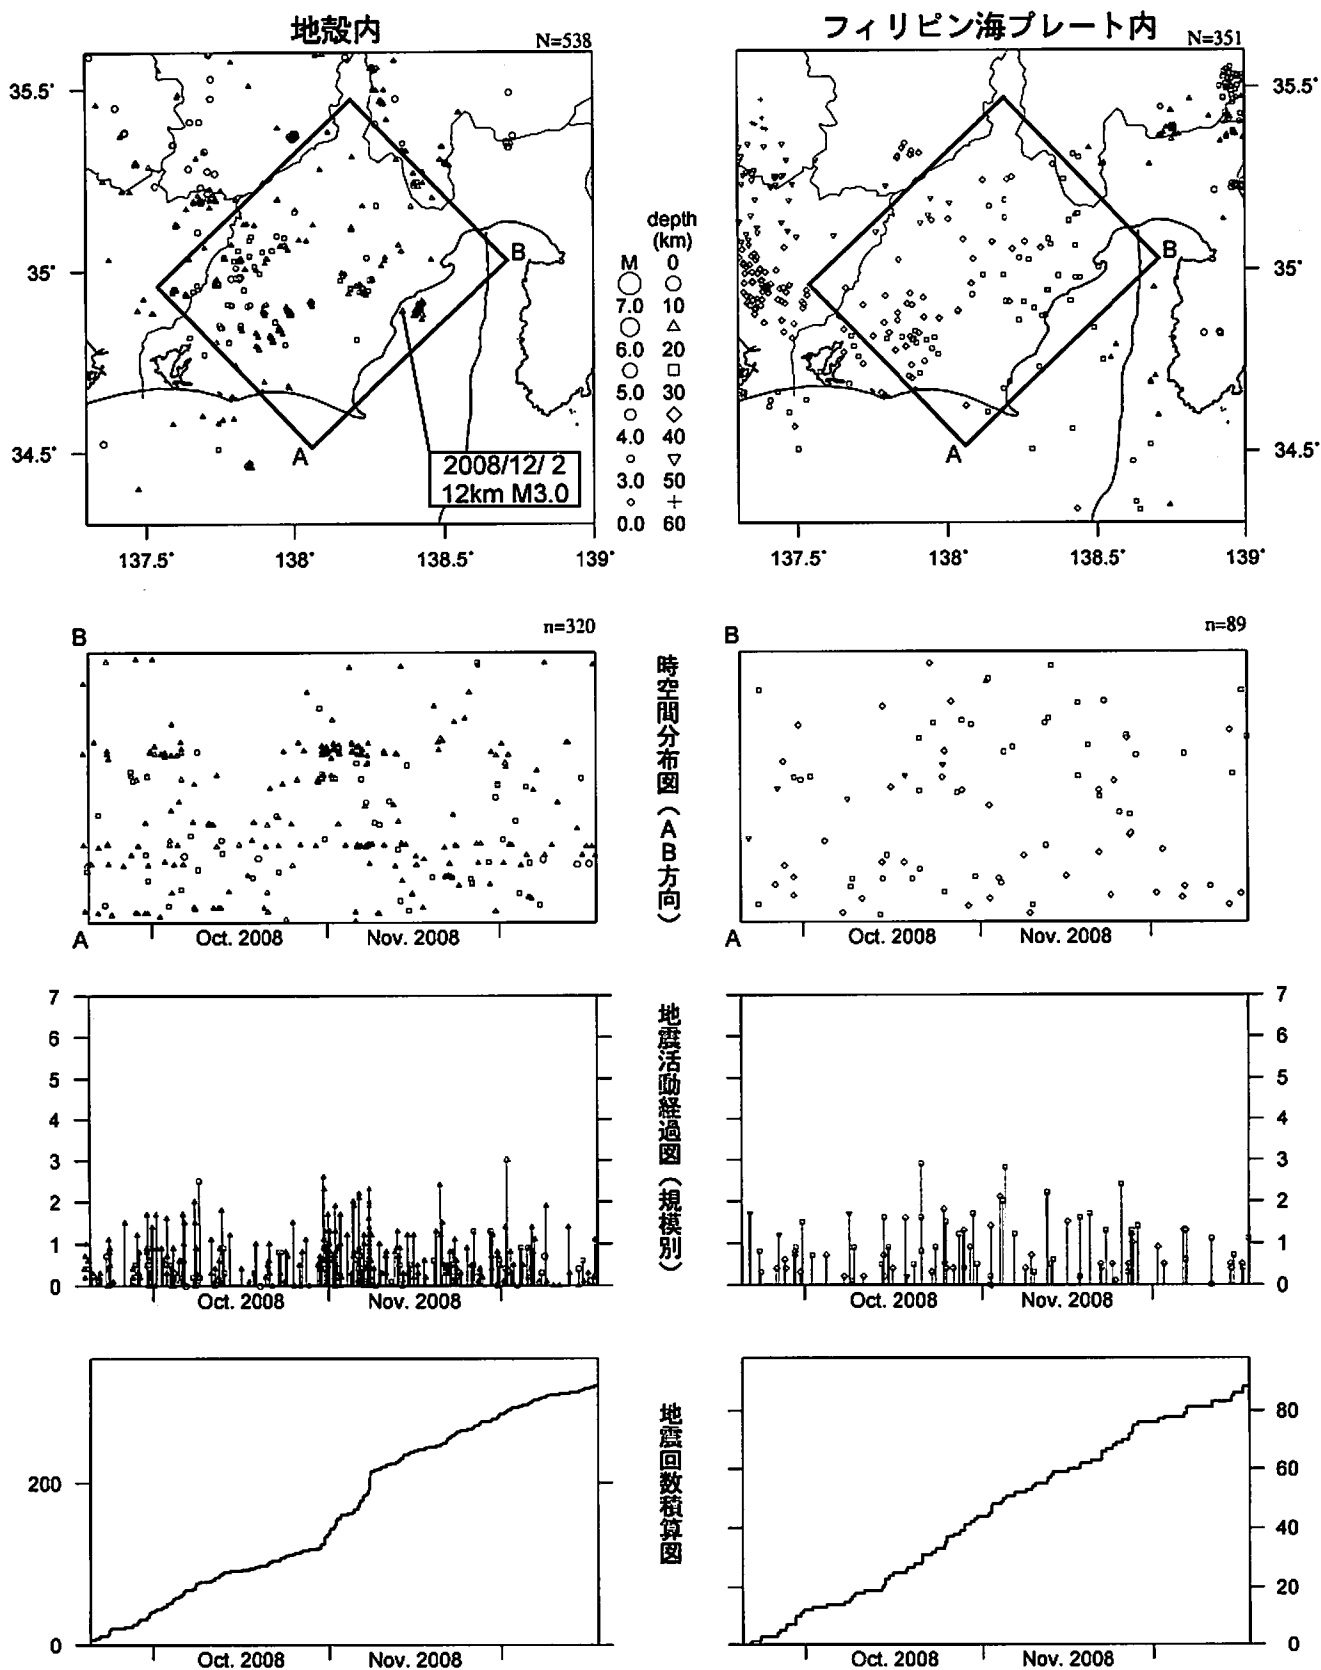 地殻内
N=538
フィリピン海プレート内
N=351
35.5°
35°
34.5°
137.5°
138°
138.5°
139°
A
B
2008/12/ 2
12km M3.0
depth
(km)
M 0
7.0 10
6.0 20
5.0 30
4.0 40
3.0 50
0.0 60
35.5°
35°
34.5°
137.5°
138°
138.5°
139°
A
B
B
n=320
A
Oct. 2008
Nov. 2008
時空間分布図(AB方向)
B
n=89
A
Oct. 2008
Nov. 2008
7
6
5
4
3
2
1
0
Oct. 2008
Nov. 2008
地震活動経過図(規模別)
7
6
5
4
3
2
1
0
Oct. 2008
Nov. 2008
200
0
Oct. 2008
Nov. 2008
地震回数積算図
80
60
40
20
0
Oct. 2008
Nov. 2008